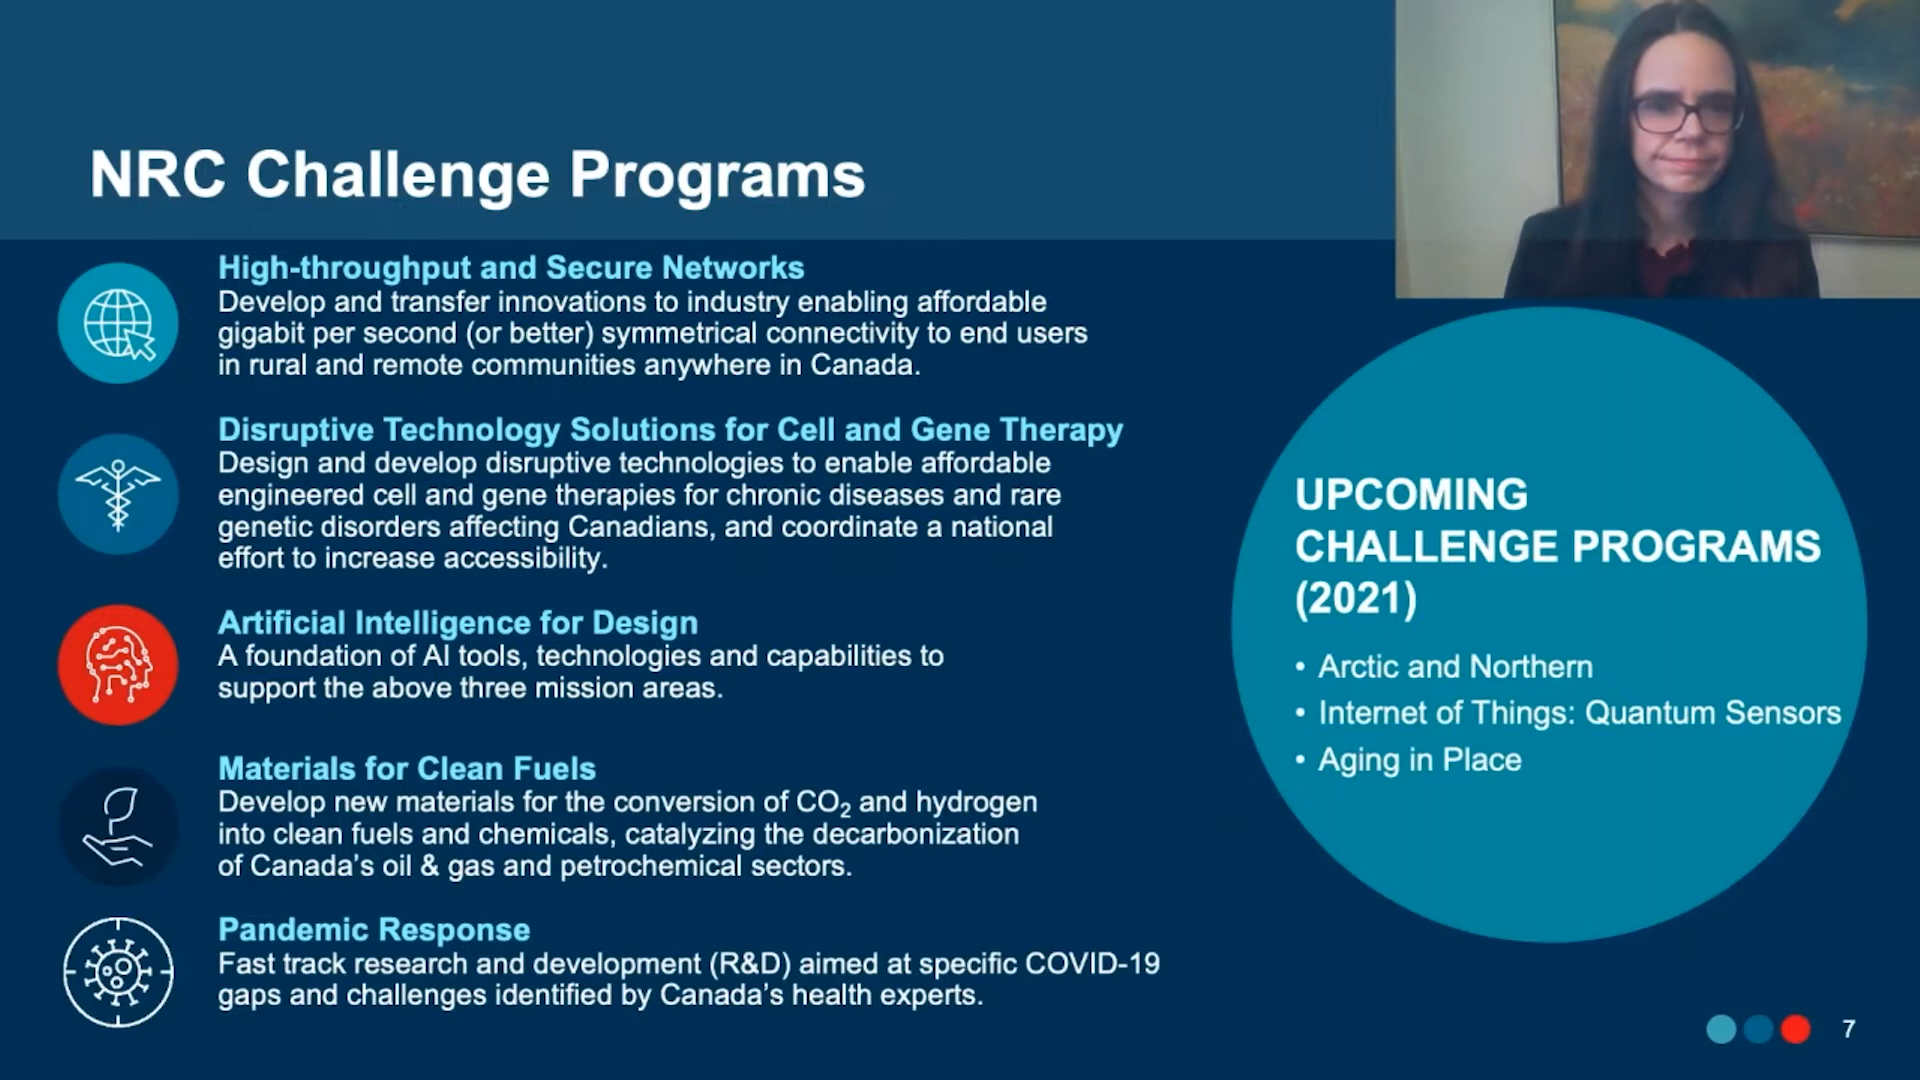 NRC Challenge Programs
High-throughput and Secure Networks
Develop and transfer innovations to industry enabling affordable
gigabit per second (or better) symmetrical connectivity to end users
in rural and remote communities anywhere in Canada.
Disruptive Technology Solutions for Cell and Gene Therapy
Design and develop disruptive technologies to enable affordable
engineered cell and gene therapies for chronic diseases and rare
genetic disorders affecting Canadians, and coordinate a national
effort to increase accessibility.
Artificial Intelligence for Design
A foundation of AI tools, technologies and capabilities to
support the above three mission areas.
Materials for Clean Fuels
Develop new materials for the conversion of CO₂ and hydrogen
into clean fuels and chemicals, catalyzing the decarbonization
of Canada's oil & gas and petrochemical sectors.
Pandemic Response
Fast track research and development (R&D) aimed at specific COVID-19
gaps and challenges identified by Canada's health experts.
UPCOMING
CHALLENGE PROGRAMS
(2021)
• Arctic and Northern
• Internet of Things: Quantum Sensors
• Aging in Place
7